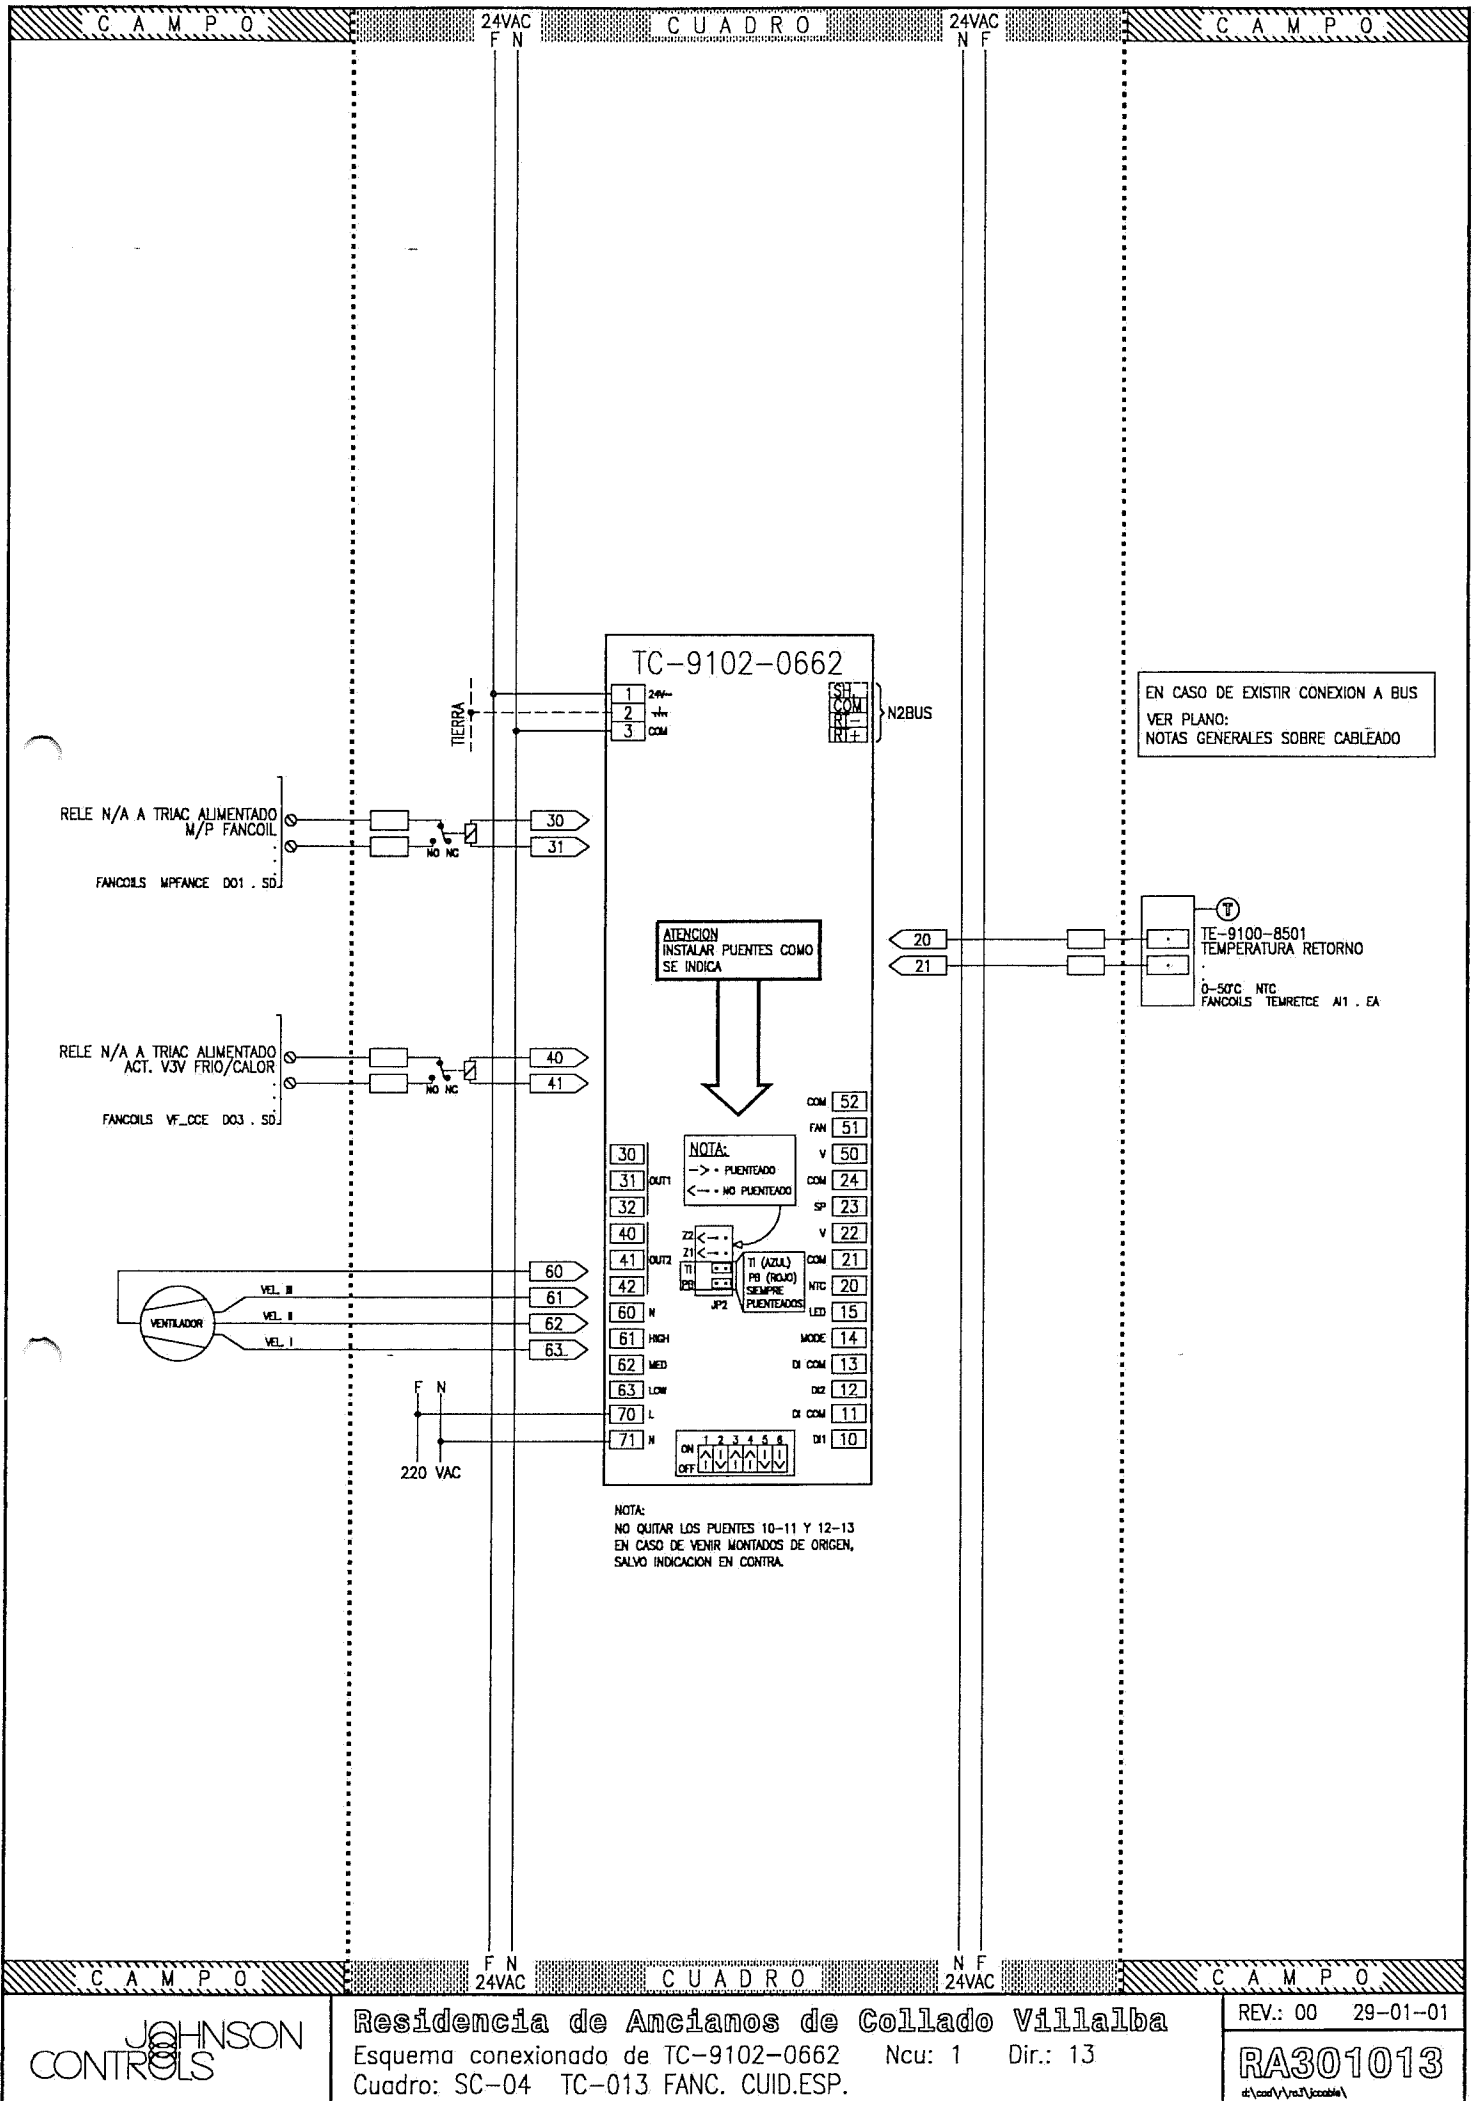 C A M P O
24VAC
F N
C U A D R O
24VAC
N F
C A M P O
TC-9102-0662
1 24V~
2
3 COM
TIERRA
SH
COM
RT-
RT+
N2BUS
EN CASO DE EXISTIR CONEXION A BUS
VER PLANO:
NOTAS GENERALES SOBRE CABLEADO
RELE N/A A TRIAC ALIMENTADO
M/P FANCOIL
.
.
FANCOILS MPFANCE DO1 . SD
NO NC
30
31
ATENCION
INSTALAR PUENTES COMO
SE INDICA
20
21
T
TE-9100-8501
TEMPERATURA RETORNO
.
.
0-50°C NTC
FANCOILS TEMRETCE AI1 . EA
RELE N/A A TRIAC ALIMENTADO
ACT. V3V FRIO/CALOR
.
.
FANCOILS VF_CCE DO3 . SD
NO NC
40
41
COM 52
FAN 51
V 50
COM 24
SP 23
V 22
COM 21
NTC 20
LED 15
MODE 14
DI COM 13
DI2 12
DI COM 11
DI1 10
30
31 OUT1
32
40
41 OUT2
42
60 N
61 HIGH
62 MED
63 LOW
70 L
71 N
NOTA:
-> • PUENTEADO
<-- • NO PUENTEADO
Z2
Z1
TI
PB
JP2
TI (AZUL)
PB (ROJO)
SIEMPRE
PUENTEADOS
VENTILADOR
VEL. III
VEL. II
VEL. I
60
61
62
63
F N
220 VAC
1 2 3 4 5 6
ON
OFF
NOTA:
NO QUITAR LOS PUENTES 10-11 Y 12-13
EN CASO DE VENIR MONTADOS DE ORIGEN,
SALVO INDICACION EN CONTRA.
C A M P O
F N
24VAC
C U A D R O
N F
24VAC
C A M P O
JOHNSON
CONTROLS
Residencia de Ancianos de Collado Villalba
Esquema conexionado de TC-9102-0662 Ncu: 1 Dir.: 13
Cuadro: SC-04 TC-013 FANC. CUID.ESP.
REV.: 00 29-01-01
RA301013